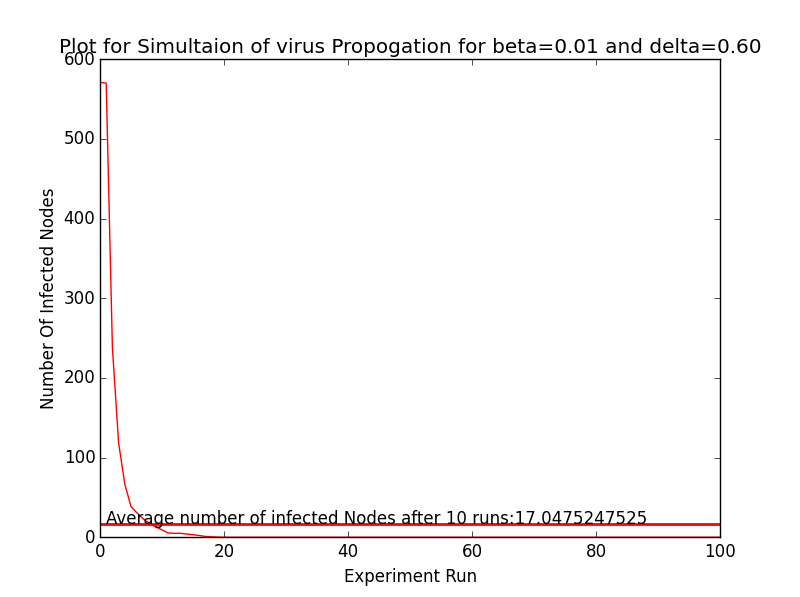 Plot for Simultaion of virus Propogation for beta=0.01 and delta=0.60
600
500
400
300
200
100
0
Number Of Infected Nodes
Average number of infected Nodes after 10 runs:17.0475247525
0 20 40 60 80 100
Experiment Run